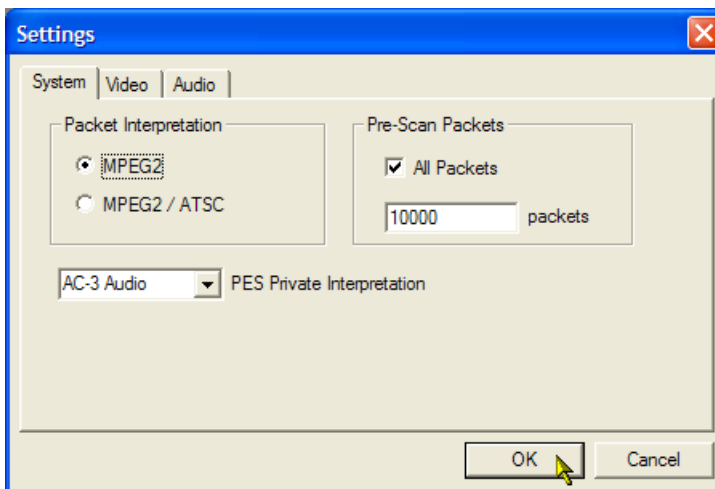 Settings
System Video Audio
Packet Interpretation
MPEG2
MPEG2 / ATSC
Pre-Scan Packets
All Packets
10000 packets
AC-3 Audio PES Private Interpretation
OK Cancel